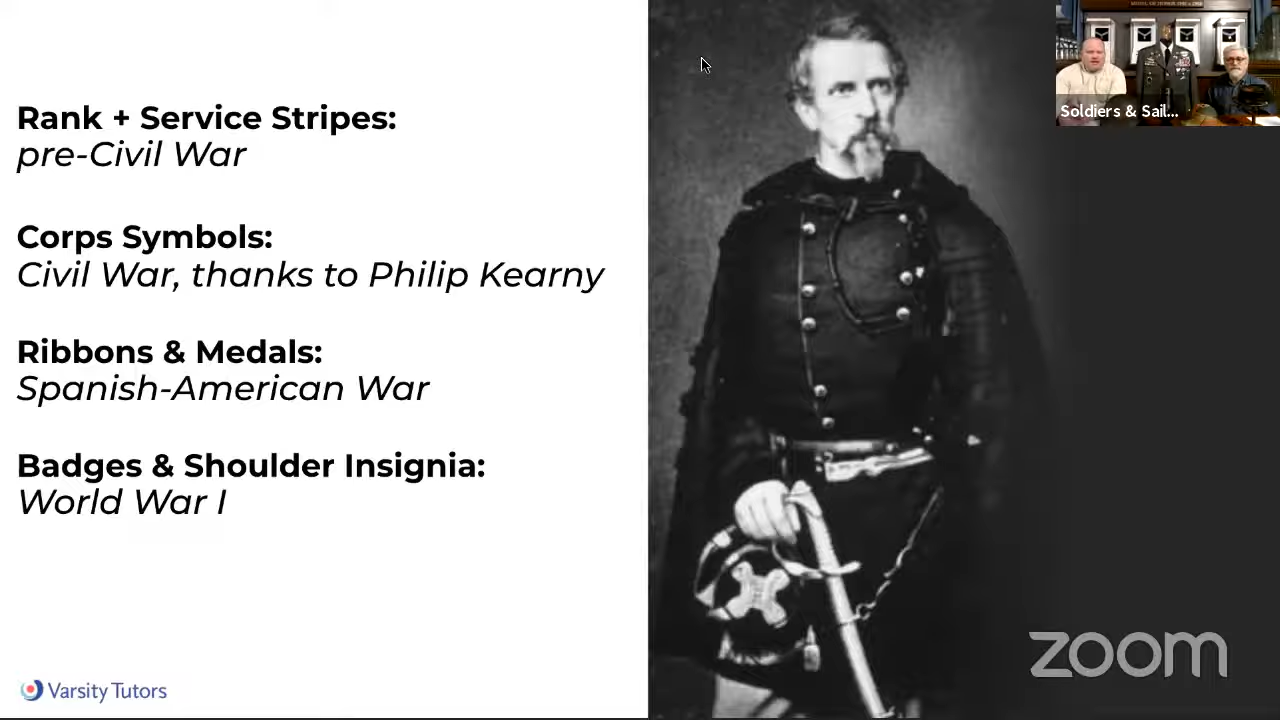 Rank + Service Stripes:
pre-Civil War
Corps Symbols:
Civil War, thanks to Philip Kearny
Ribbons & Medals:
Spanish-American War
Badges & Shoulder Insignia:
World War I
Varsity Tutors
Soldiers & Sail...
zoom